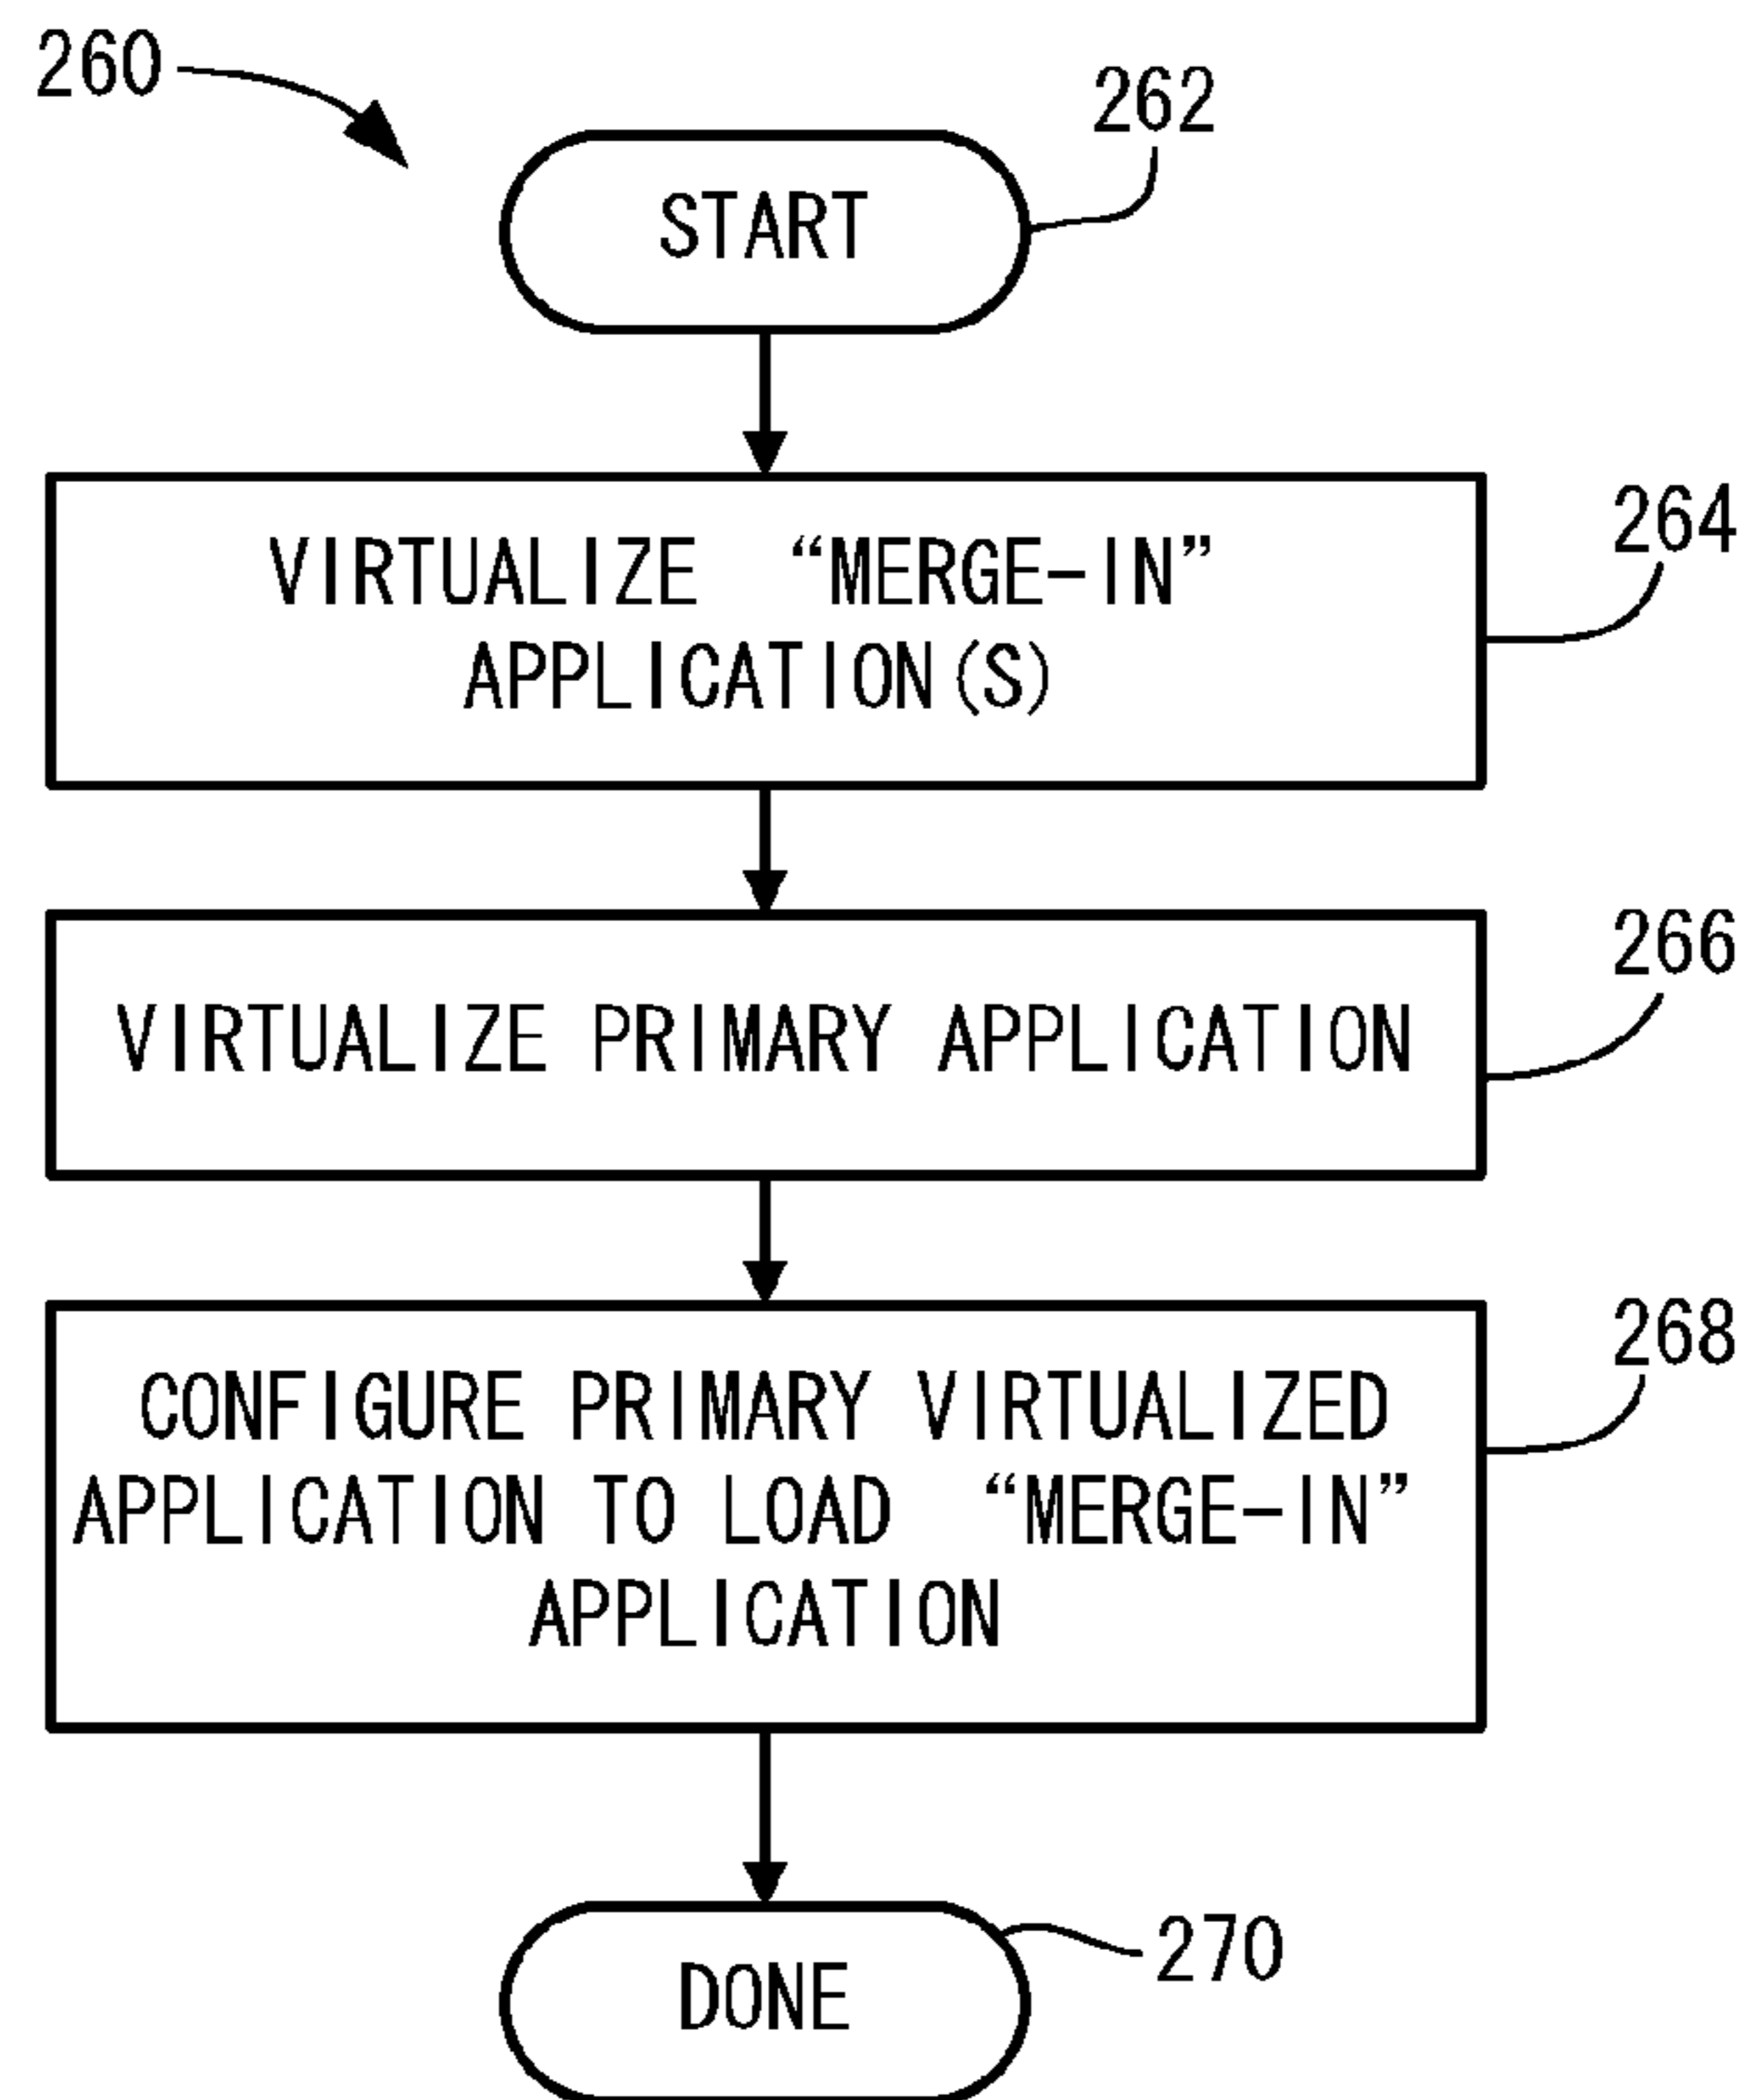 260
262
START
264
VIRTUALIZE “MERGE-IN”
APPLICATION(S)
266
VIRTUALIZE PRIMARY APPLICATION
268
CONFIGURE PRIMARY VIRTUALIZED
APPLICATION TO LOAD “MERGE-IN”
APPLICATION
270
DONE